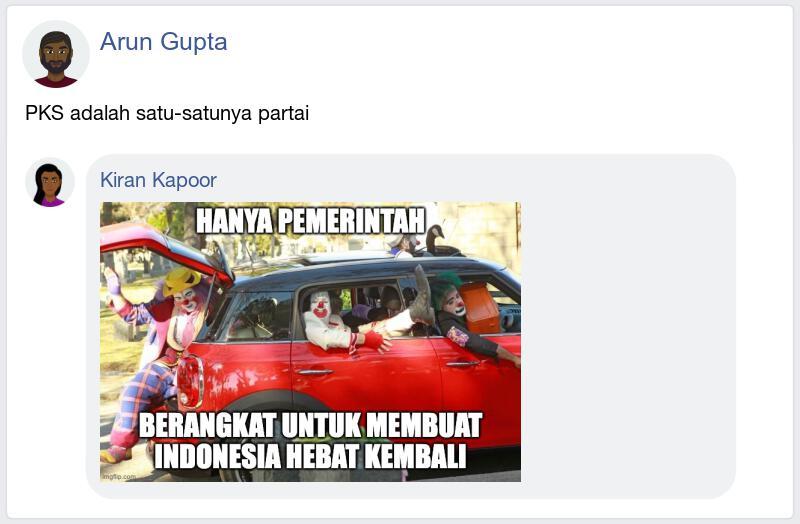 Arun Gupta
PKS adalah satu-satunya partai
Kiran Kapoor
HANYA PEMERINTAH
BERANGKAT UNTUK MEMBUAT
INDONESIA HEBAT KEMBALI
imgflip.com